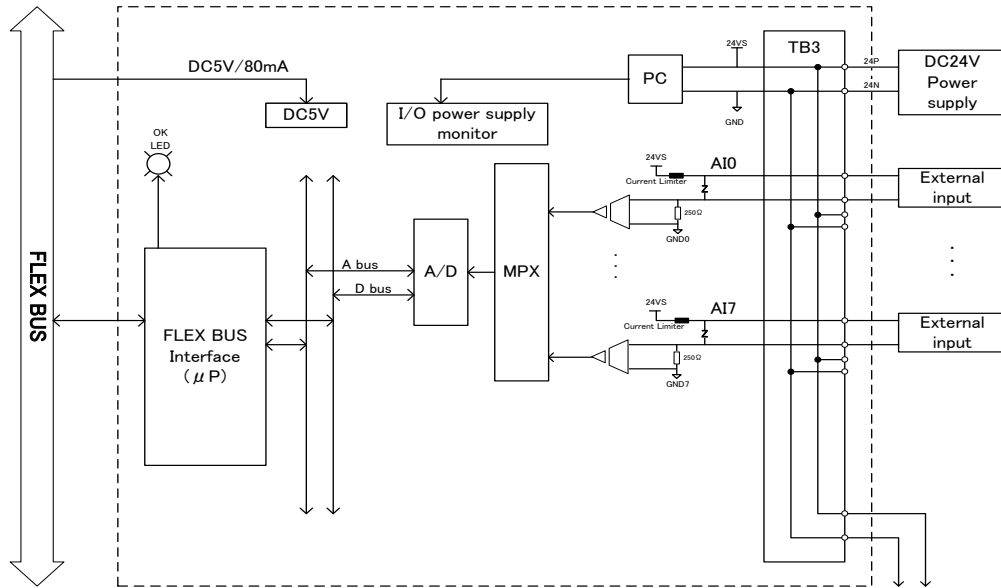 DC5V/80mA
DC5V
OK
LED
I/O power supply
monitor
PC
24VS
GND
TB3
24P
24N
DC24V
Power
supply
24VS
Current Limiter
AI0
Z
250Ω
GND0
External
input
FLEX BUS
FLEX BUS
Interface
(μP)
A bus
D bus
A/D
MPX
24VS
Current Limiter
AI7
Z
250Ω
GND7
External
input